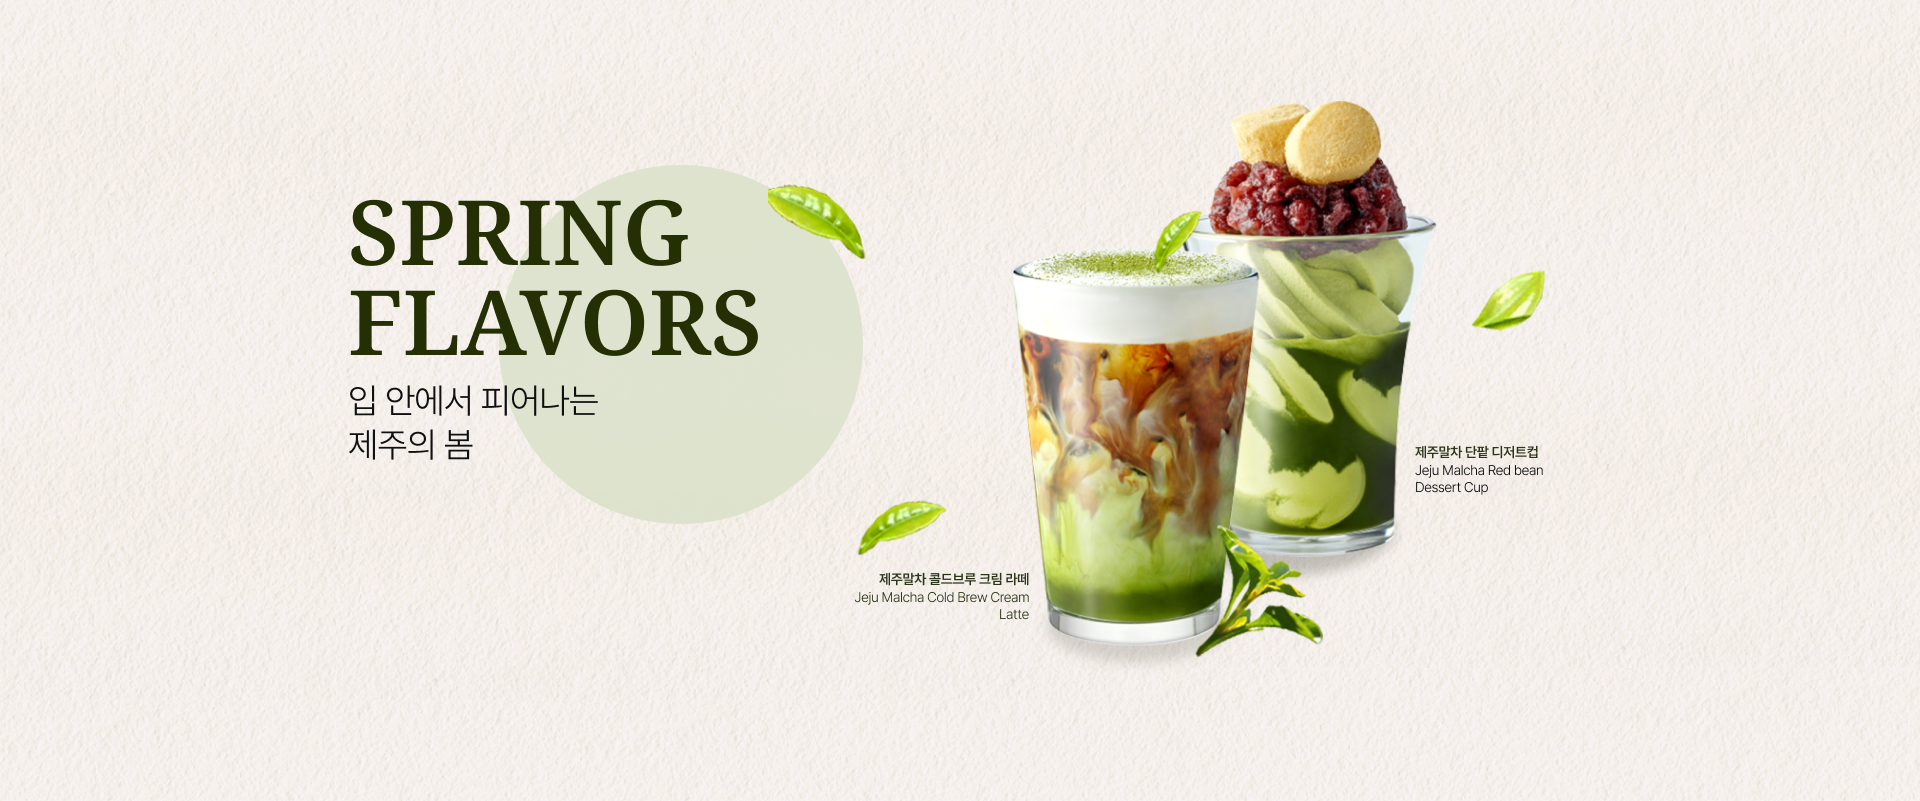 SPRING
FLAVORS
입 안에서 피어나는
제주의 봄
제주말차 콜드브루 크림 라떼
Jeju Malcha Cold Brew Cream
Latte
제주말차 단팥 디저트컵
Jeju Malcha Red bean
Dessert Cup